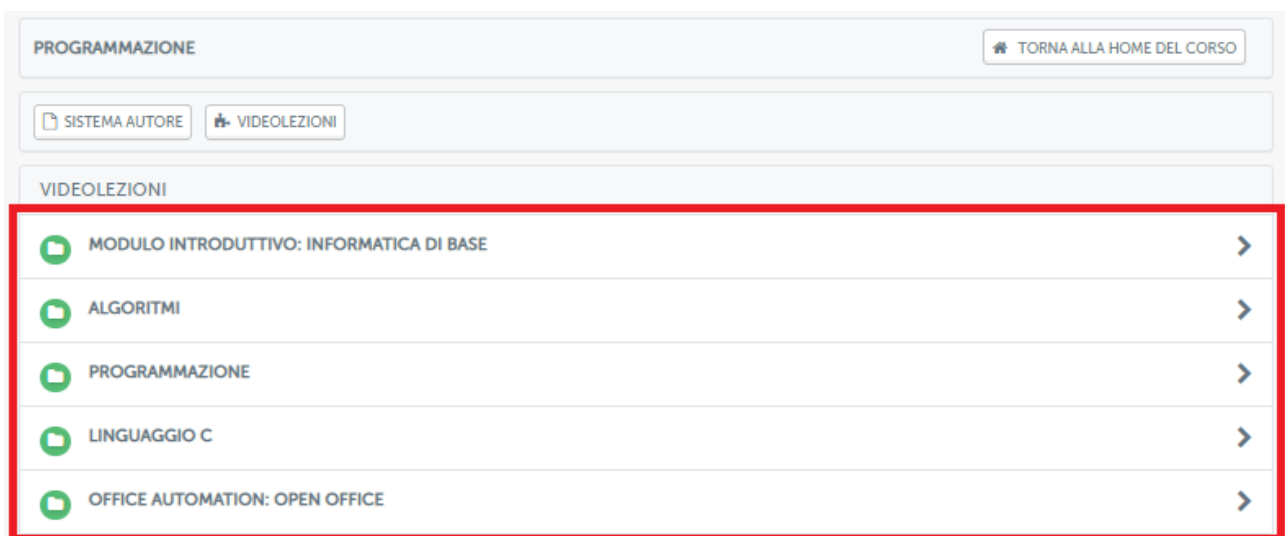 PROGRAMMAZIONE
TORNA ALLA HOME DEL CORSO
SISTEMA AUTORE
VIDEOLEZIONI
VIDEOLEZIONI
MODULO INTRODUTTIVO: INFORMATICA DI BASE
ALGORITMI
PROGRAMMAZIONE
LINGUAGGIO C
OFFICE AUTOMATION: OPEN OFFICE